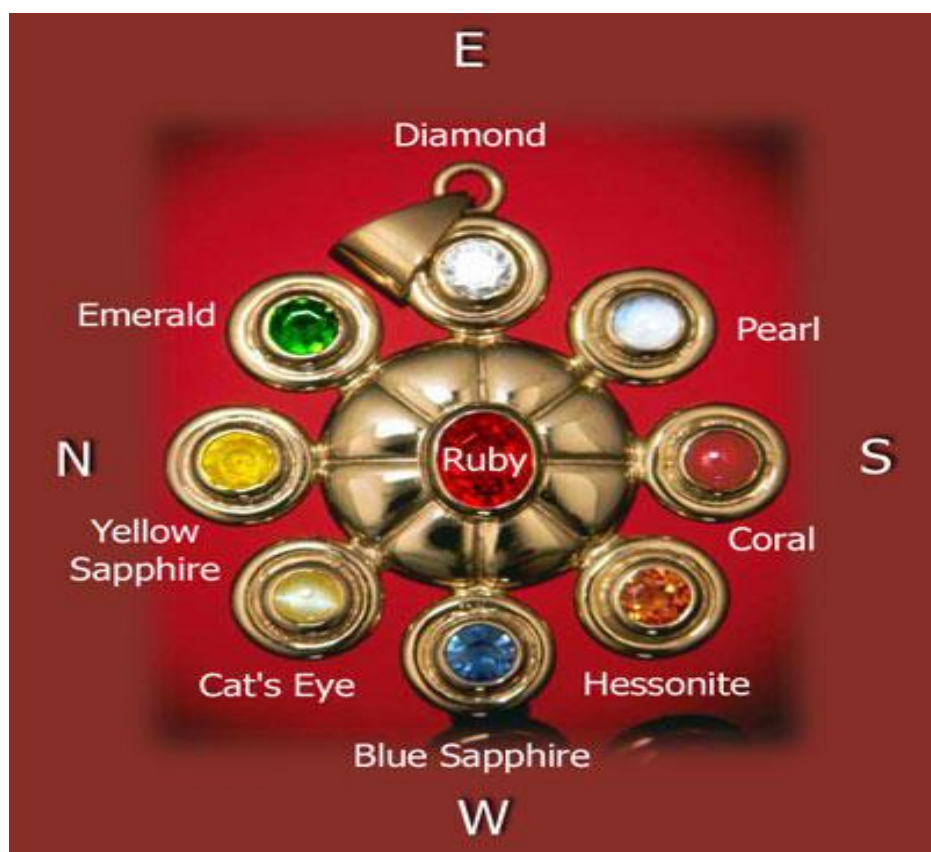 E
Diamond
Emerald
Pearl
N
Ruby
S
Yellow
Sapphire
Coral
Cat's Eye
Hessonite
Blue Sapphire
W